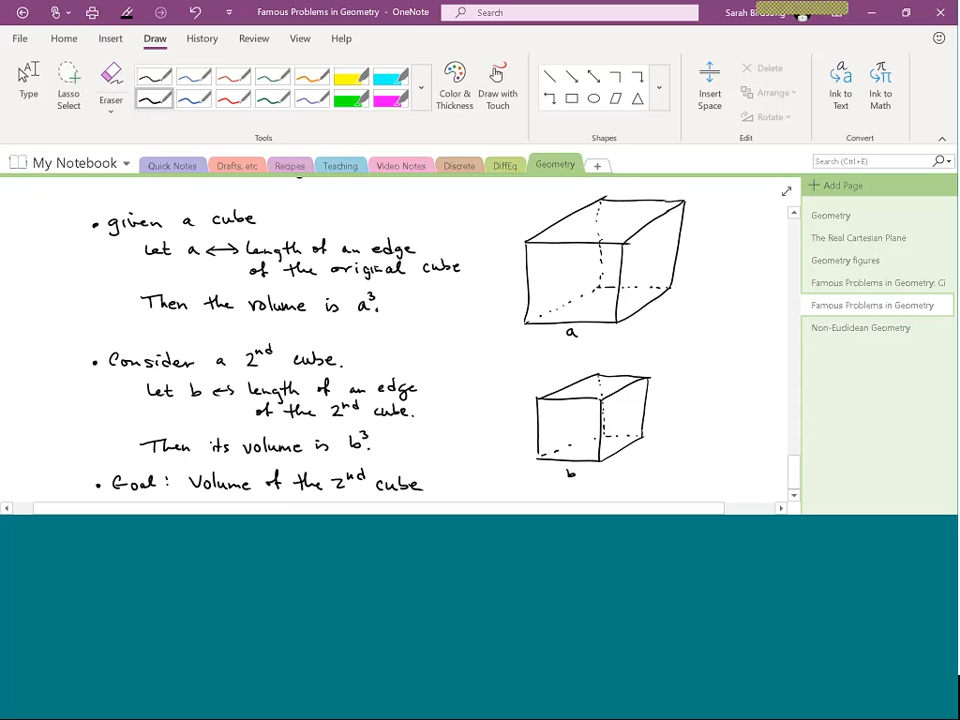 Famous Problems in Geometry - OneNote
Search
File Home Insert Draw History Review View Help
Type
Lasso Select
Eraser
Color & Thickness
Draw with Touch
Insert Space
Delete
Arrange
Rotate
Ink to Text
Ink to Math
Tools
Shapes
Edit
Convert
My Notebook
Quick Notes Drafts, etc Recipes Teaching Video Notes Discrete DiffEq Geometry
Search (Ctrl+E)
Add Page
Geometry
The Real Cartesian Plane
Geometry figures
Famous Problems in Geometry: Ci
Famous Problems in Geometry
Non-Euclidean Geometry
• given a cube
Let a ↔ length of an edge
of the original cube
Then the volume is a³.
a
• Consider a 2nd cube.
Let b ↔ length of an edge
of the 2nd cube.
Then its volume is b³.
b
• Goal: Volume of the 2nd cube